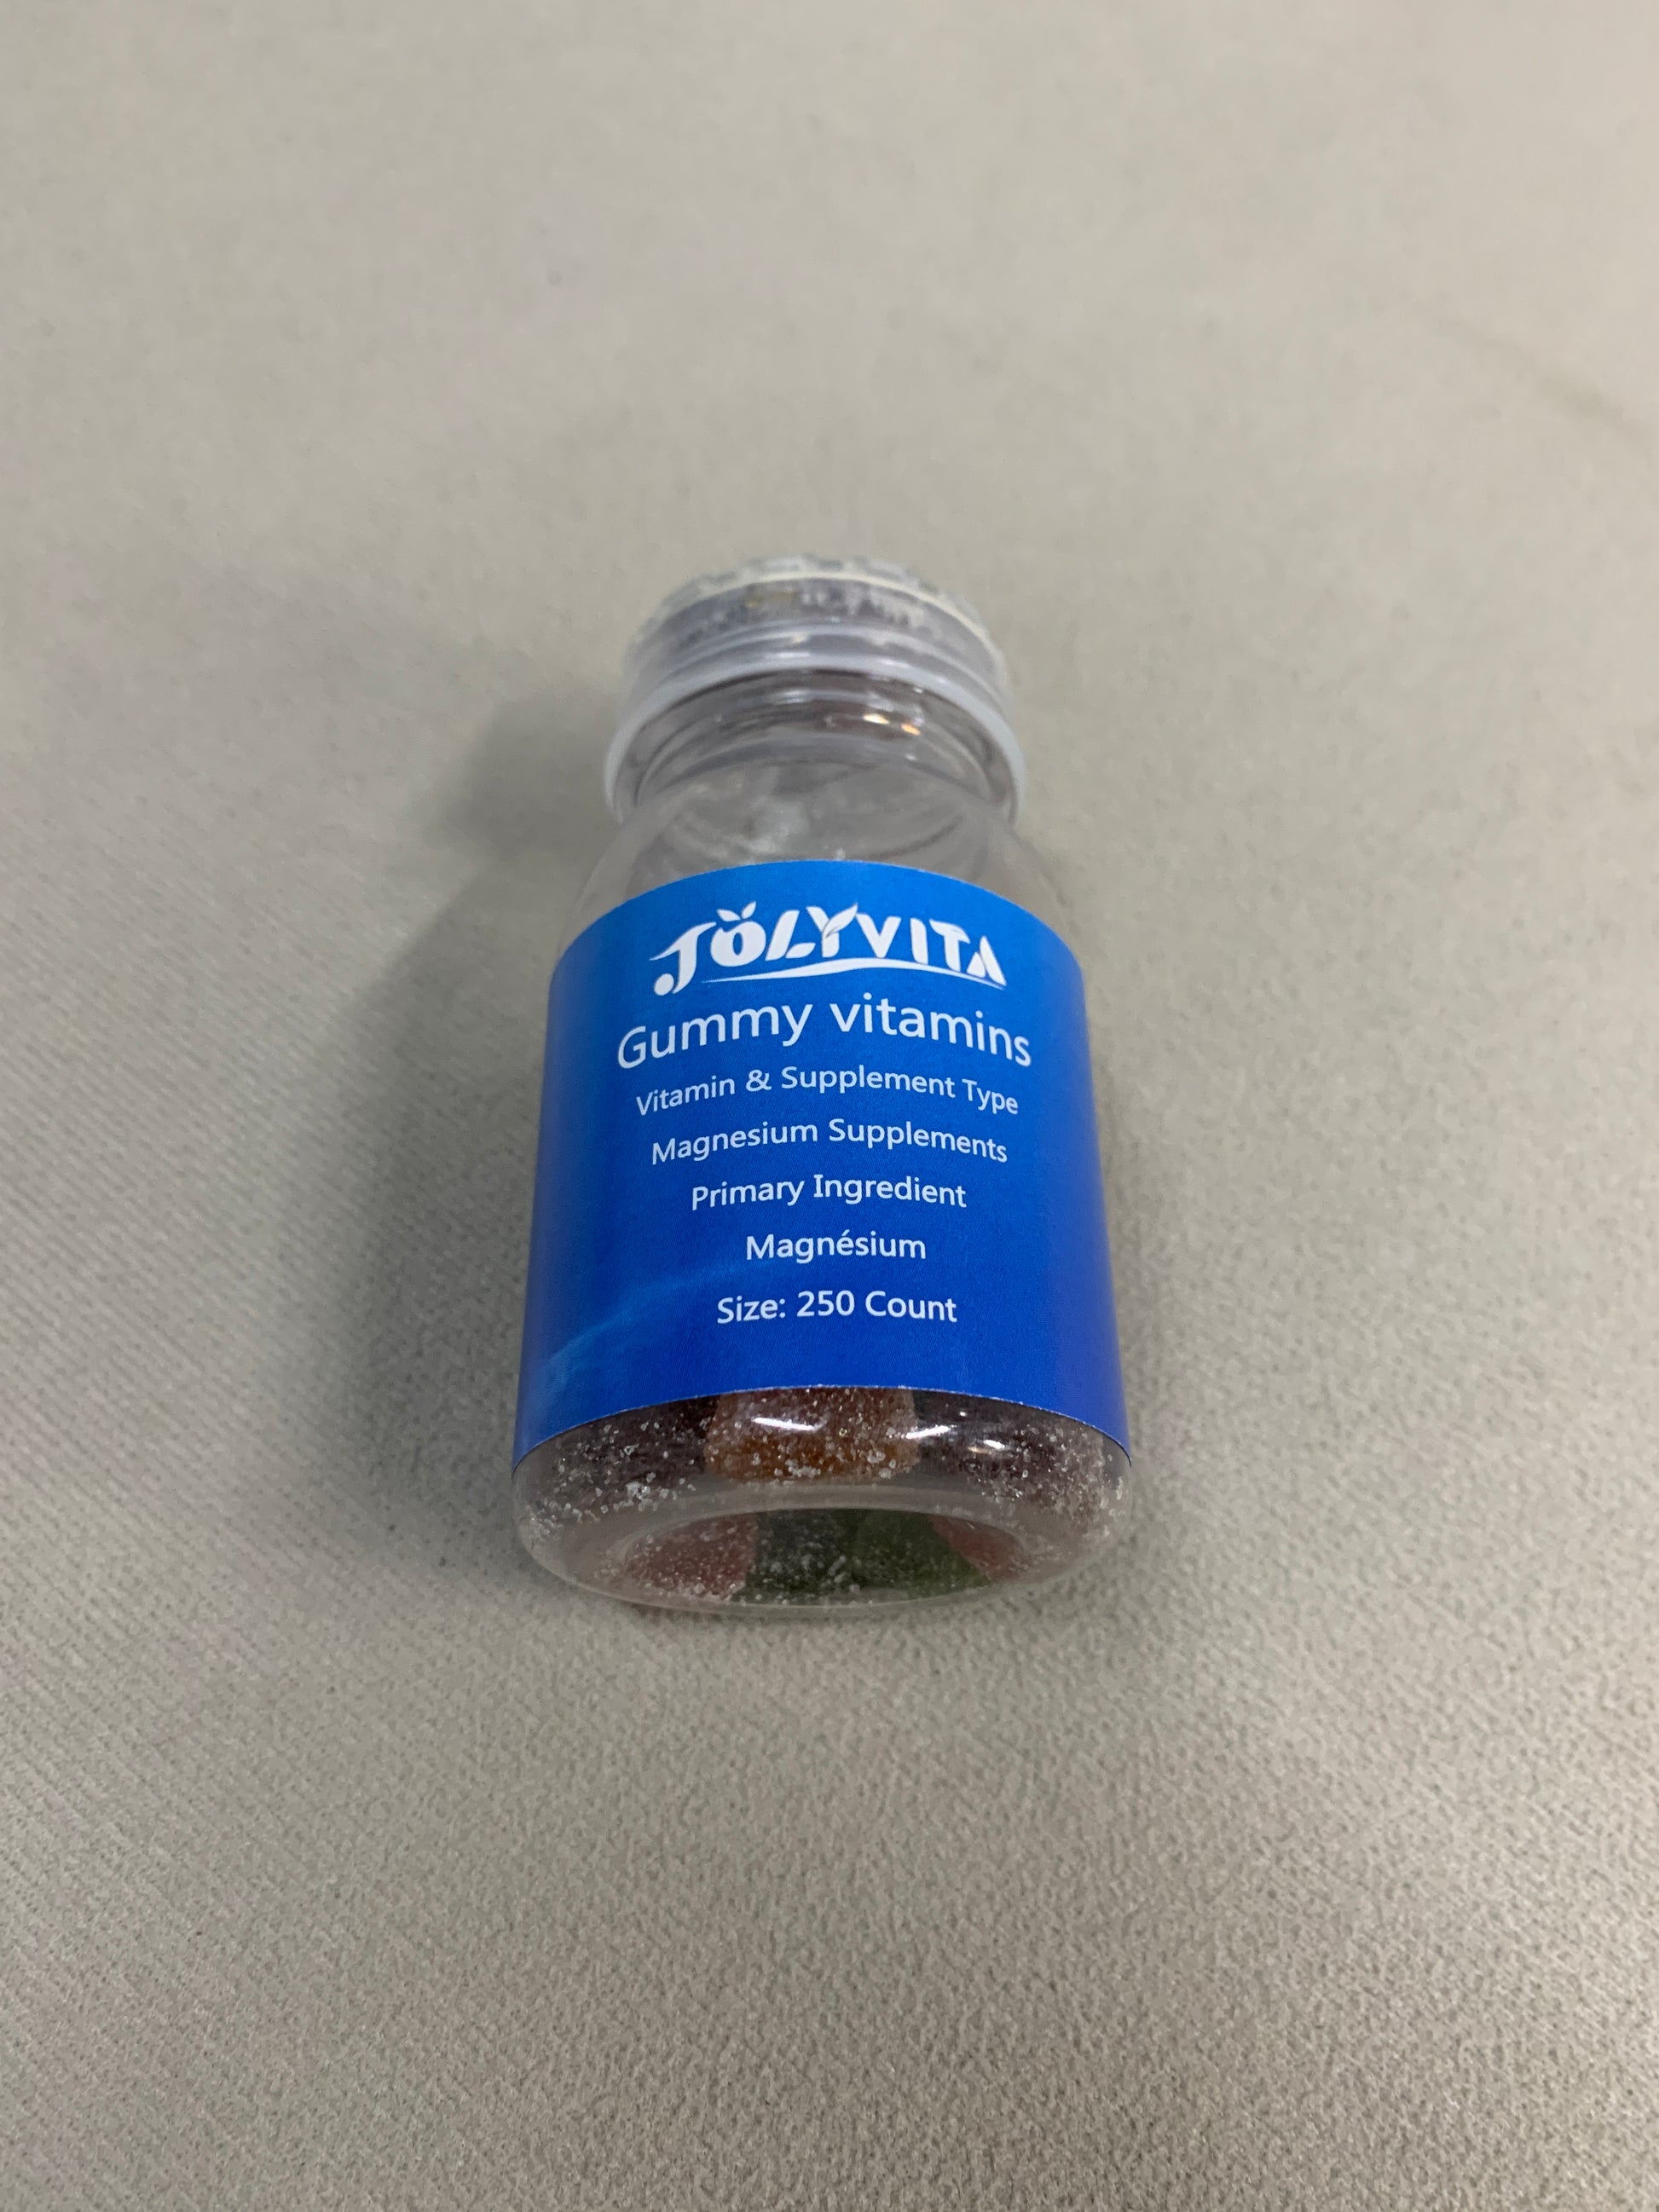 JOLYVITA
Gummy vitamins
Vitamin & Supplement Type
Magnesium Supplements
Primary Ingredient
Magnésium
Size: 250 Count